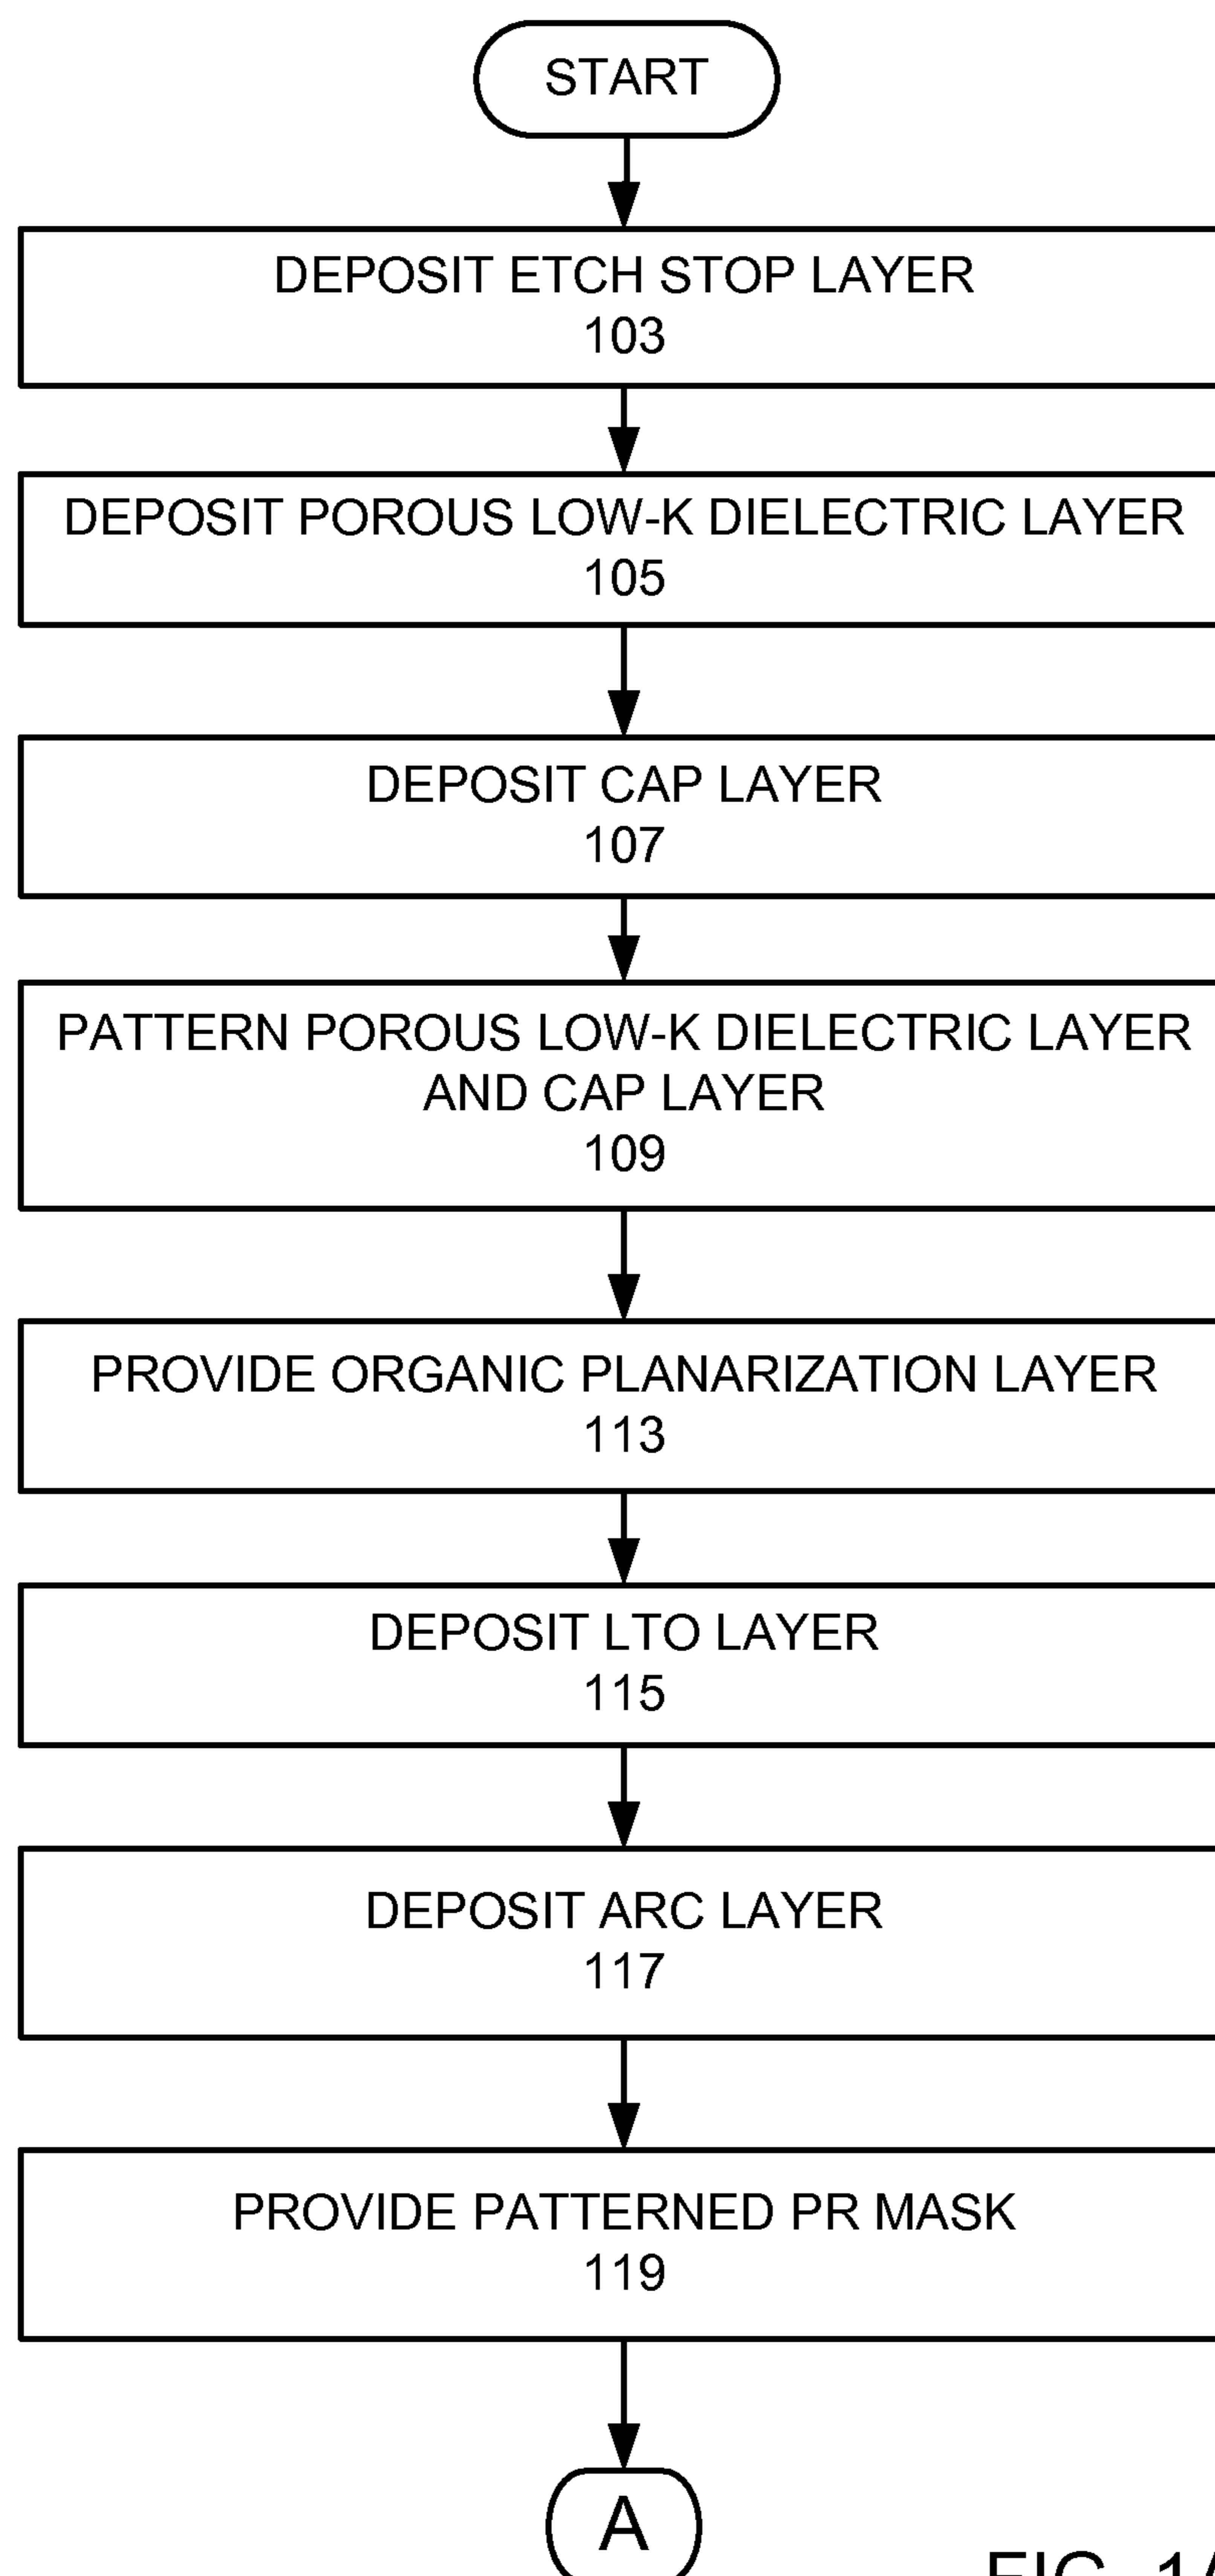 START
DEPOSIT ETCH STOP LAYER
103
DEPOSIT POROUS LOW-K DIELECTRIC LAYER
105
DEPOSIT CAP LAYER
107
PATTERN POROUS LOW-K DIELECTRIC LAYER
AND CAP LAYER
109
PROVIDE ORGANIC PLANARIZATION LAYER
113
DEPOSIT LTO LAYER
115
DEPOSIT ARC LAYER
117
PROVIDE PATTERNED PR MASK
119
A
FIG.